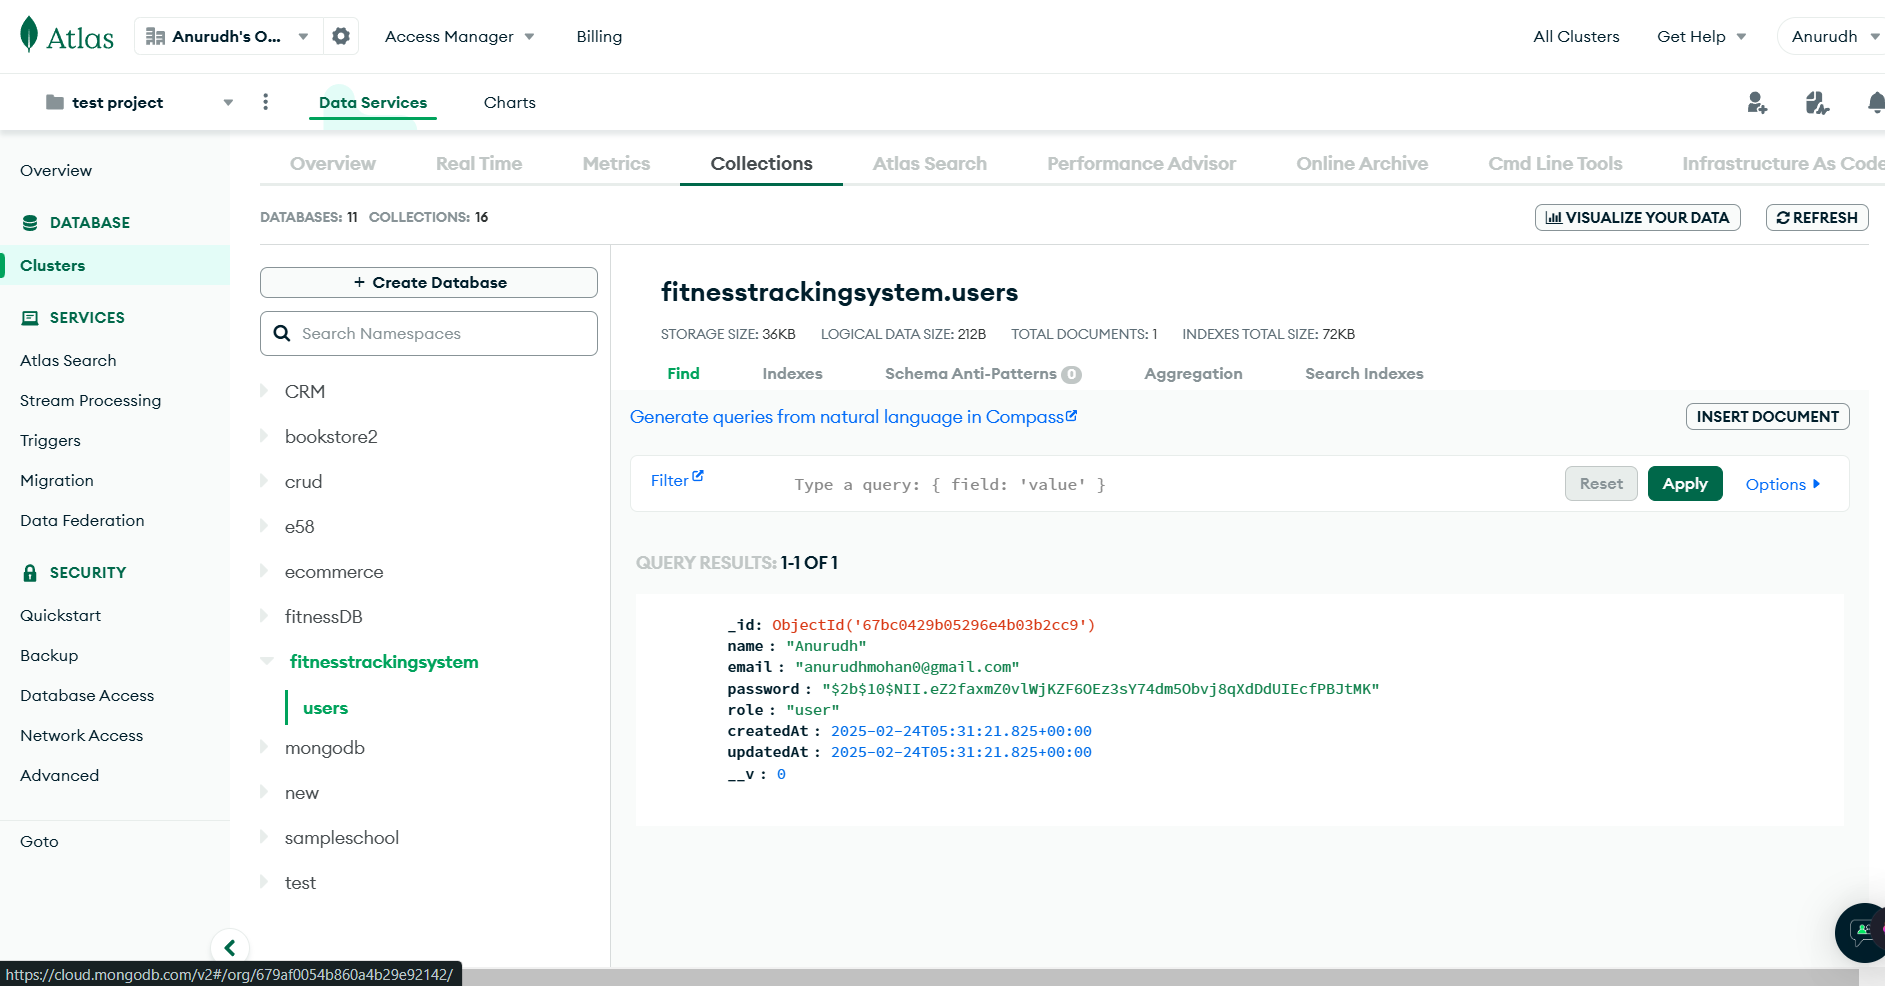 Atlas
Anurudh's O...
Access Manager
Billing
All Clusters
Get Help
Anurudh
test project
Data Services
Charts
Overview
DATABASE
Clusters
SERVICES
Atlas Search
Stream Processing
Triggers
Migration
Data Federation
SECURITY
Quickstart
Backup
Database Access
Network Access
Advanced
Goto
Overview
Real Time
Metrics
Collections
Atlas Search
Performance Advisor
Online Archive
Cmd Line Tools
Infrastructure As Code
DATABASES: 11 COLLECTIONS: 16
VISUALIZE YOUR DATA
REFRESH
+ Create Database
Search Namespaces
CRM
bookstore2
crud
e58
ecommerce
fitnessDB
fitnesstrackingsystem
users
mongodb
new
sampleschool
test
fitnesstrackingsystem.users
STORAGE SIZE: 36KB LOGICAL DATA SIZE: 212B TOTAL DOCUMENTS: 1 INDEXES TOTAL SIZE: 72KB
Find
Indexes
Schema Anti-Patterns 0
Aggregation
Search Indexes
Generate queries from natural language in Compass
INSERT DOCUMENT
Filter
Type a query: { field: 'value' }
Reset
Apply
Options
QUERY RESULTS: 1-1 OF 1
_id: ObjectId('67bc0429b05296e4b03b2cc9')
name : "Anurudh"
email : "anurudhmohan0@gmail.com"
password : "$2b$10$NII.eZ2faxmZ0vlWjKZF6OEz3sY74dm5Obvj8qXdDdUIEcfPBJtMK"
role : "user"
createdAt : 2025-02-24T05:31:21.825+00:00
updatedAt : 2025-02-24T05:31:21.825+00:00
__v : 0
https://cloud.mongodb.com/v2#/org/679af0054b860a4b29e92142/